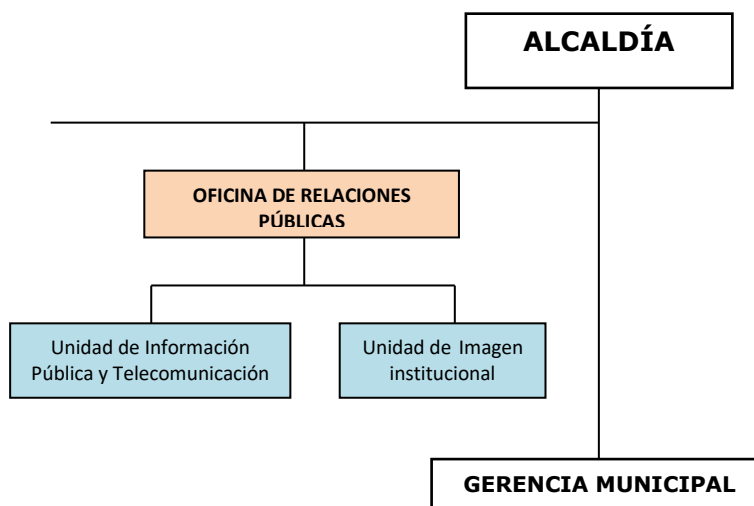 ALCALDÍA
OFICINA DE RELACIONES
PÚBLICAS
Unidad de Información
Pública y Telecomunicación
Unidad de Imagen
institucional
GERENCIA MUNICIPAL